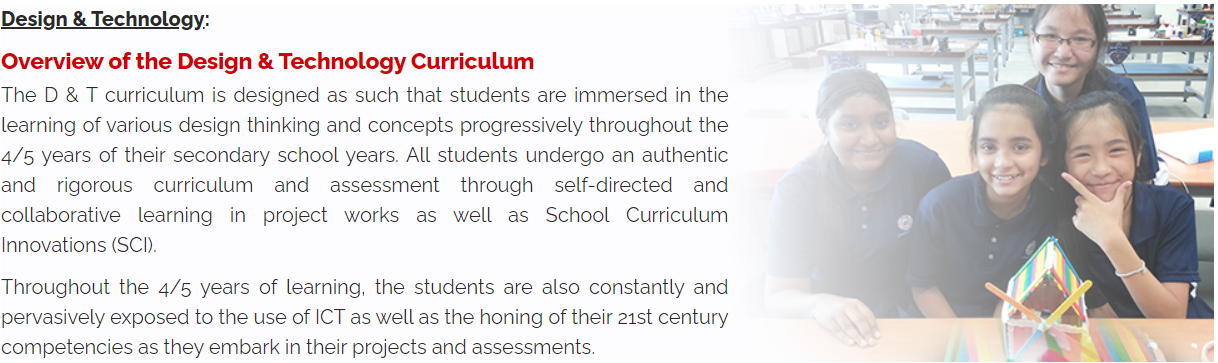 Design & Technology:
Overview of the Design & Technology Curriculum
The D & T curriculum is designed as such that students are immersed in the
learning of various design thinking and concepts progressively throughout the
4/5 years of their secondary school years. All students undergo an authentic
and rigorous curriculum and assessment through self-directed and
collaborative learning in project works as well as School Curriculum
Innovations (SCI).
Throughout the 4/5 years of learning, the students are also constantly and
pervasively exposed to the use of ICT as well as the honing of their 21st century
competencies as they embark in their projects and assessments.